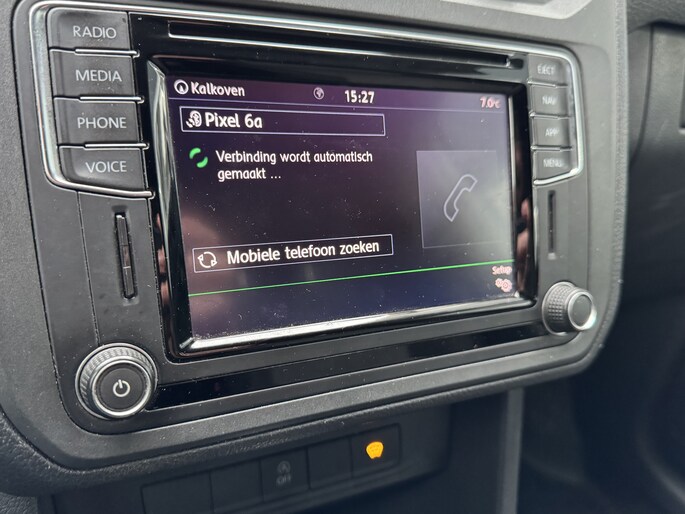 RADIO
MEDIA
PHONE
VOICE
EJECT
NAV
APP
MENU
Kalkoven 15:27 7.0°C
Pixel 6a
Verbinding wordt automatisch
gemaakt ...
Mobiele telefoon zoeken
Setup
OFF